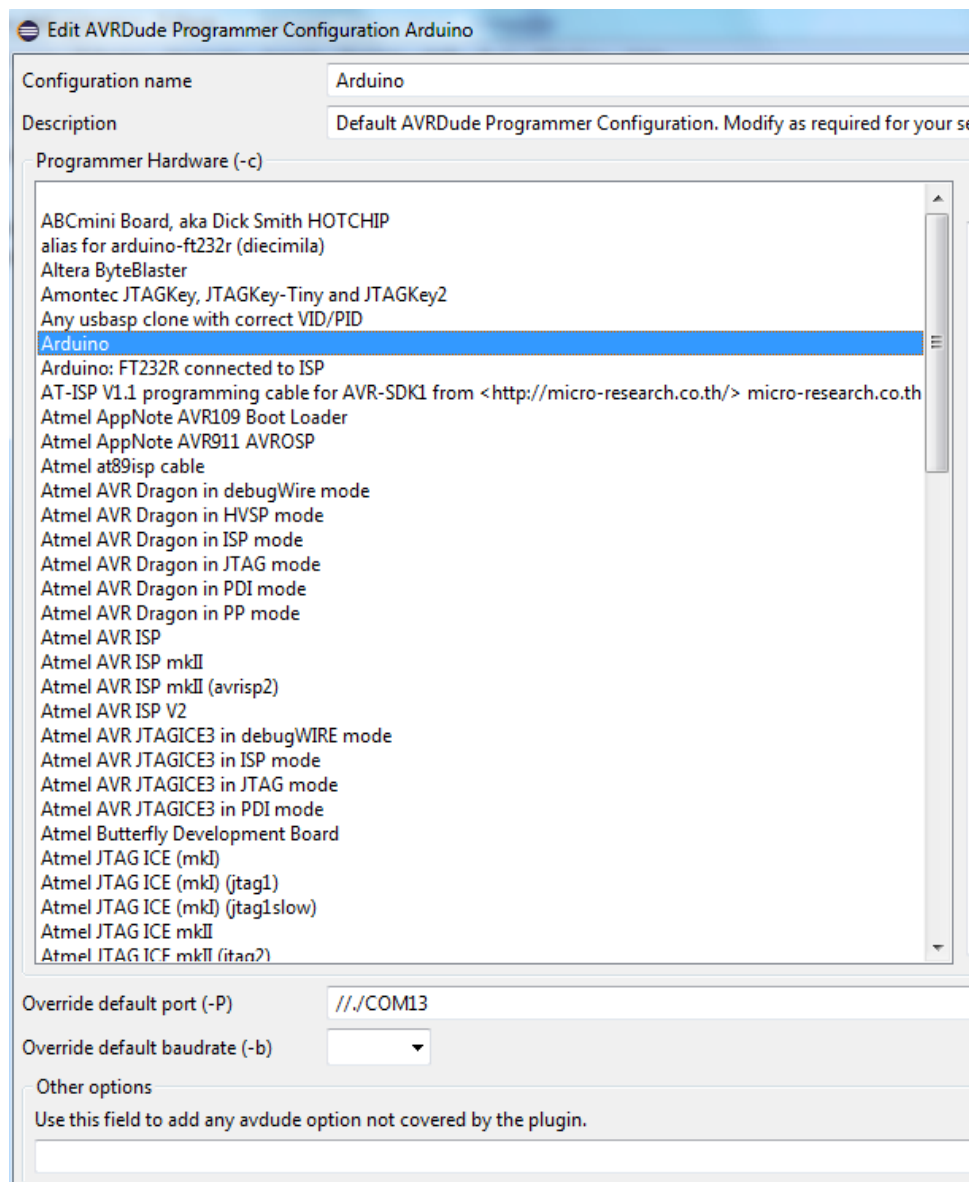 Edit AVRDude Programmer Configuration Arduino
Configuration name Arduino
Description Default AVRDude Programmer Configuration. Modify as required for your se
Programmer Hardware (-c)
ABCmini Board, aka Dick Smith HOTCHIP
alias for arduino-ft232r (diecimila)
Altera ByteBlaster
Amontec JTAGKey, JTAGKey-Tiny and JTAGKey2
Any usbasp clone with correct VID/PID
Arduino
Arduino: FT232R connected to ISP
AT-ISP V1.1 programming cable for AVR-SDK1 from <http://micro-research.co.th/> micro-research.co.th
Atmel AppNote AVR109 Boot Loader
Atmel AppNote AVR911 AVROSP
Atmel at89isp cable
Atmel AVR Dragon in debugWire mode
Atmel AVR Dragon in HVSP mode
Atmel AVR Dragon in ISP mode
Atmel AVR Dragon in JTAG mode
Atmel AVR Dragon in PDI mode
Atmel AVR Dragon in PP mode
Atmel AVR ISP
Atmel AVR ISP mkII
Atmel AVR ISP mkII (avrisp2)
Atmel AVR ISP V2
Atmel AVR JTAGICE3 in debugWIRE mode
Atmel AVR JTAGICE3 in ISP mode
Atmel AVR JTAGICE3 in JTAG mode
Atmel AVR JTAGICE3 in PDI mode
Atmel Butterfly Development Board
Atmel JTAG ICE (mkI)
Atmel JTAG ICE (mkI) (jtag1)
Atmel JTAG ICE (mkI) (jtag1slow)
Atmel JTAG ICE mkII
Atmel JTAG ICE mkII (jtag2)
Override default port (-P) //./COM13
Override default baudrate (-b)
Other options
Use this field to add any avdude option not covered by the plugin.